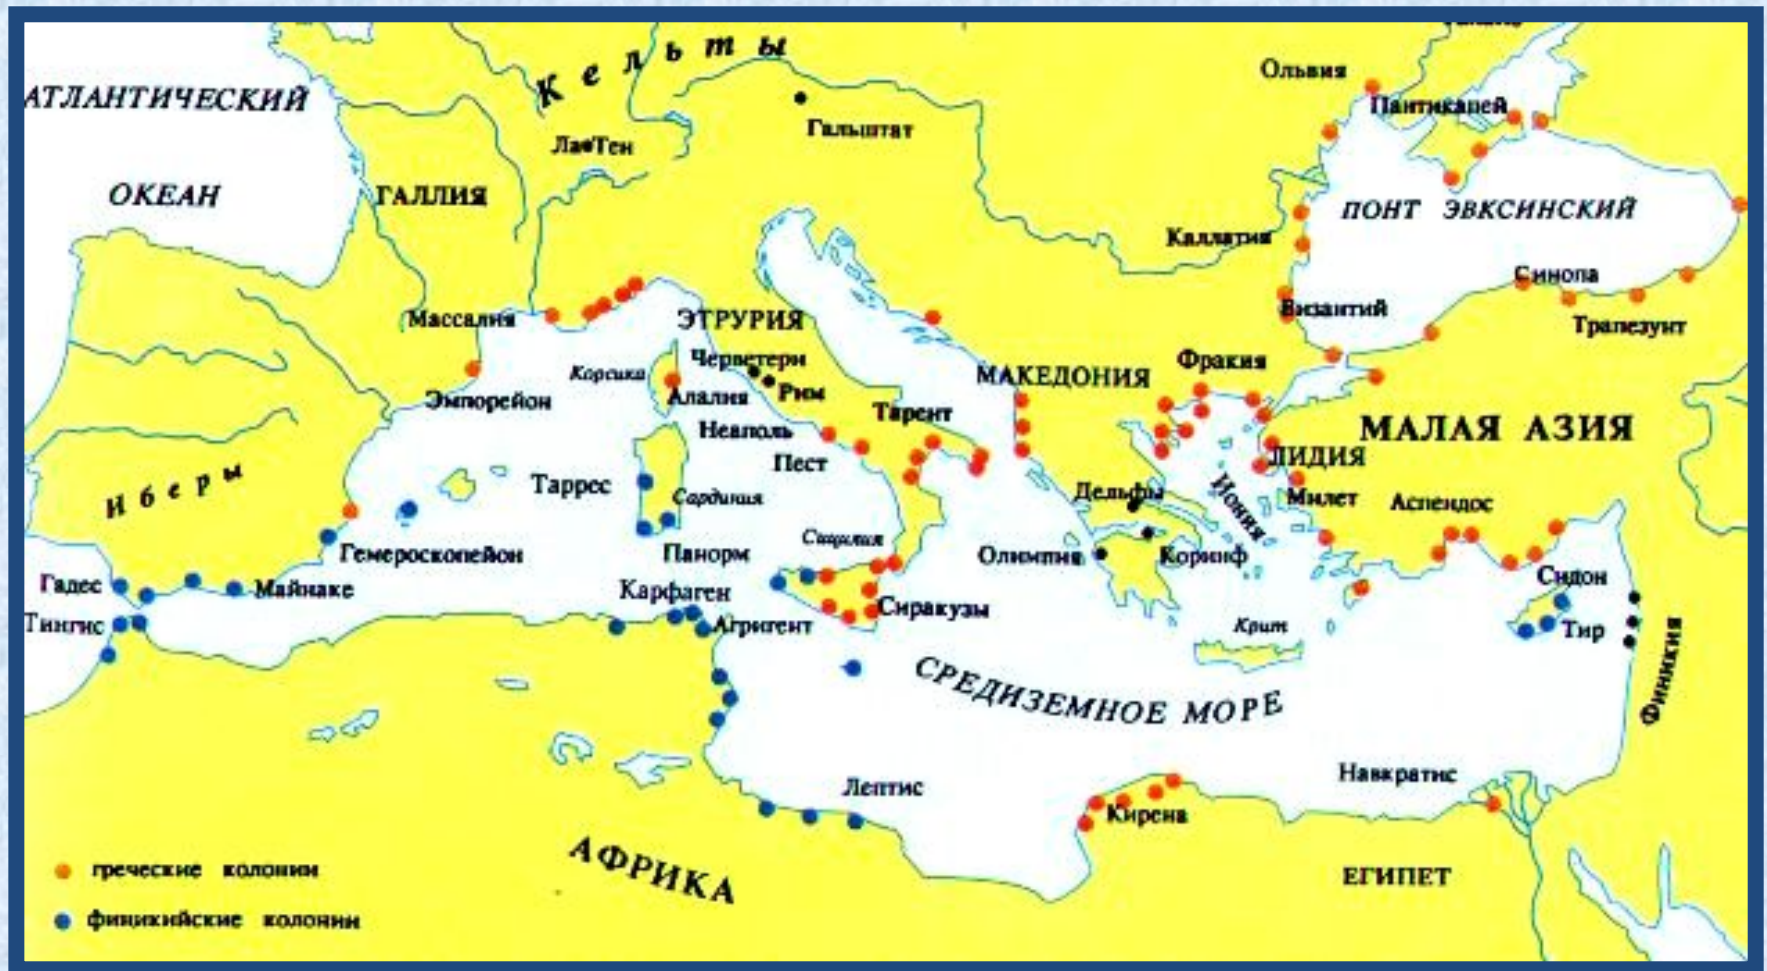 Кельты
Ольвия
АТЛАНТИЧЕСКИЙ
Пантикапей
Гальштат
Ла Тен
ОКЕАН
ГАЛЛИЯ
ПОНТ ЭВКСИНСКИЙ
Каллатия
Синопа
Массалия
ЭТРУРИЯ
Византий
Трапезунт
Черветери
Фракия
Корсика
МАКЕДОНИЯ
Рим
Эмпорейон
Алалия
Тарент
Неаполь
МАЛАЯ АЗИЯ
Пест
ЛИДИЯ
Иберы
Таррес
Сардиния
Дельфы
Иония
Милет
Аспендос
Сицилия
Гемероскопейон
Панорм
Олимпия
Коринф
Гадес
Майнаке
Карфаген
Сидон
Тингис
Агригент
Сиракузы
Крит
Тир
Финикия
СРЕДИЗЕМНОЕ МОРЕ
Лептис
Навкратис
Кирена
АФРИКА
ЕГИПЕТ
греческие колонии
финикийские колонии